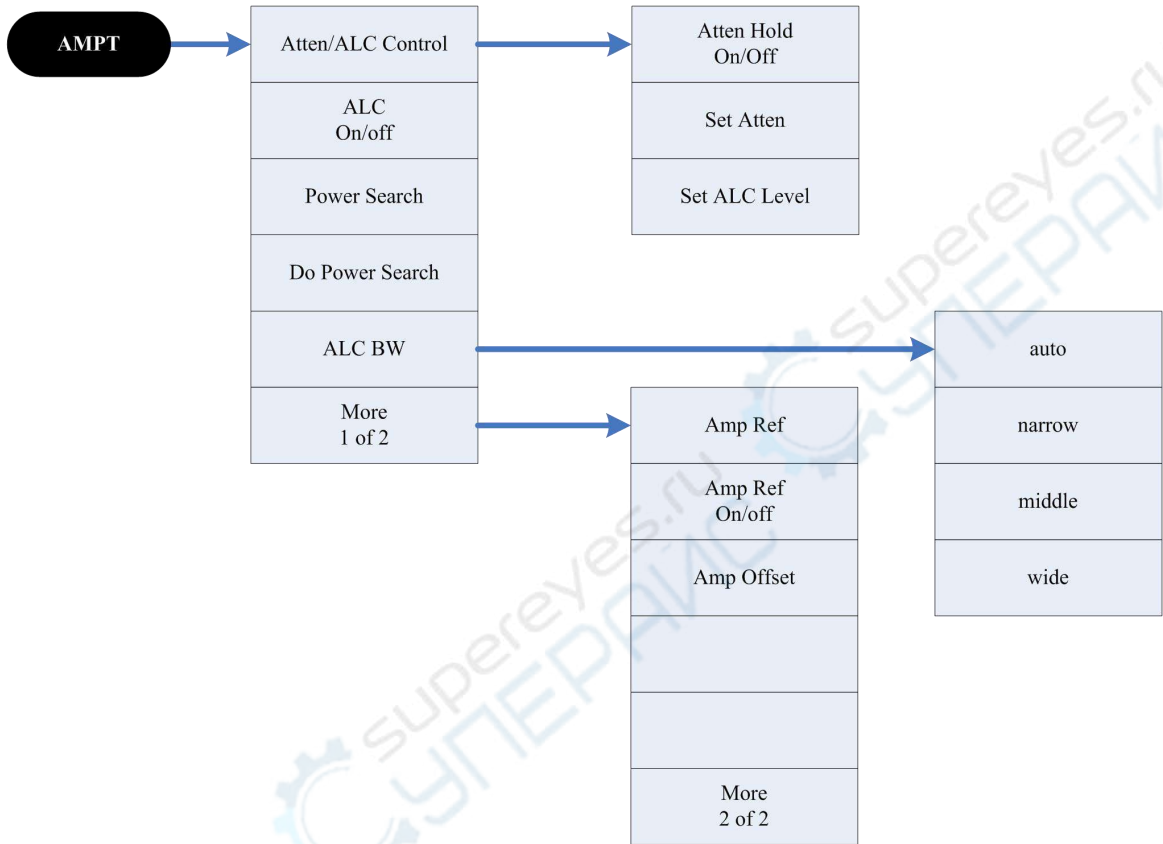 AMPT
Atten/ALC Control
ALC
On/off
Power Search
Do Power Search
ALC BW
More
1 of 2
Atten Hold
On/Off
Set Atten
Set ALC Level
Amp Ref
Amp Ref
On/off
Amp Offset
More
2 of 2
auto
narrow
middle
wide
supereyes.ru
СУПЕРАЙС
supereyes.ru
СУПЕРАЙС